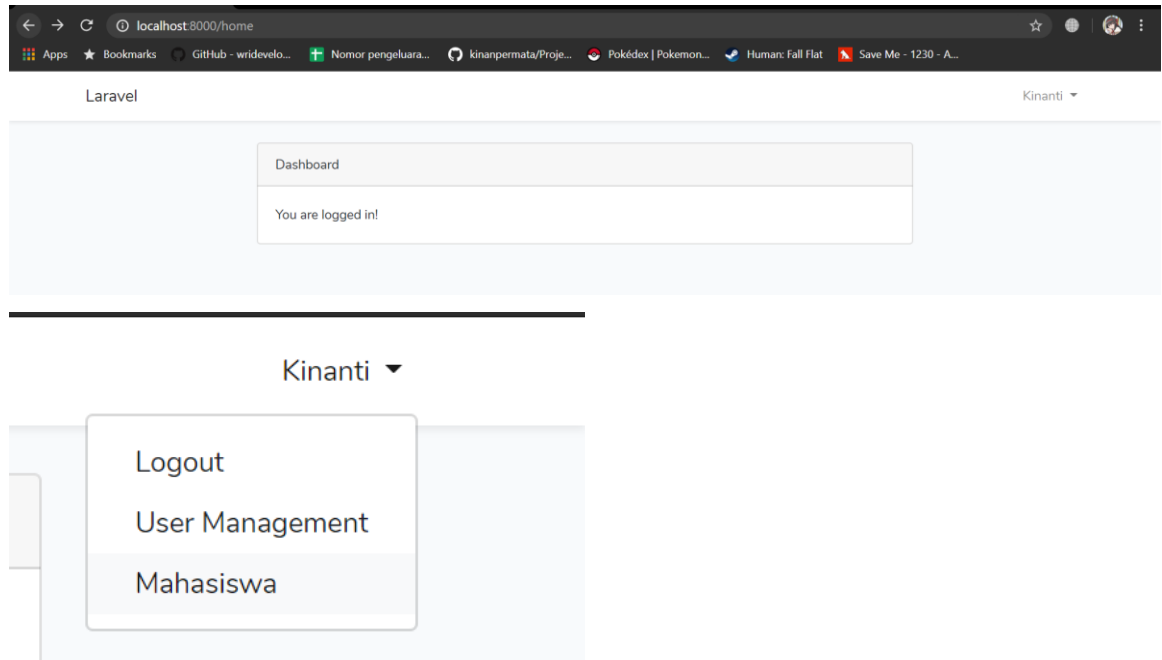 localhost:8000/home
Apps Bookmarks GitHub - wridevelo... Nomor pengeluara... kinanpermata/Proje... Pokédex | Pokemon... Human: Fall Flat Save Me - 1230 - A...
Laravel Kinanti
Dashboard
You are logged in!
Kinanti
Logout
User Management
Mahasiswa